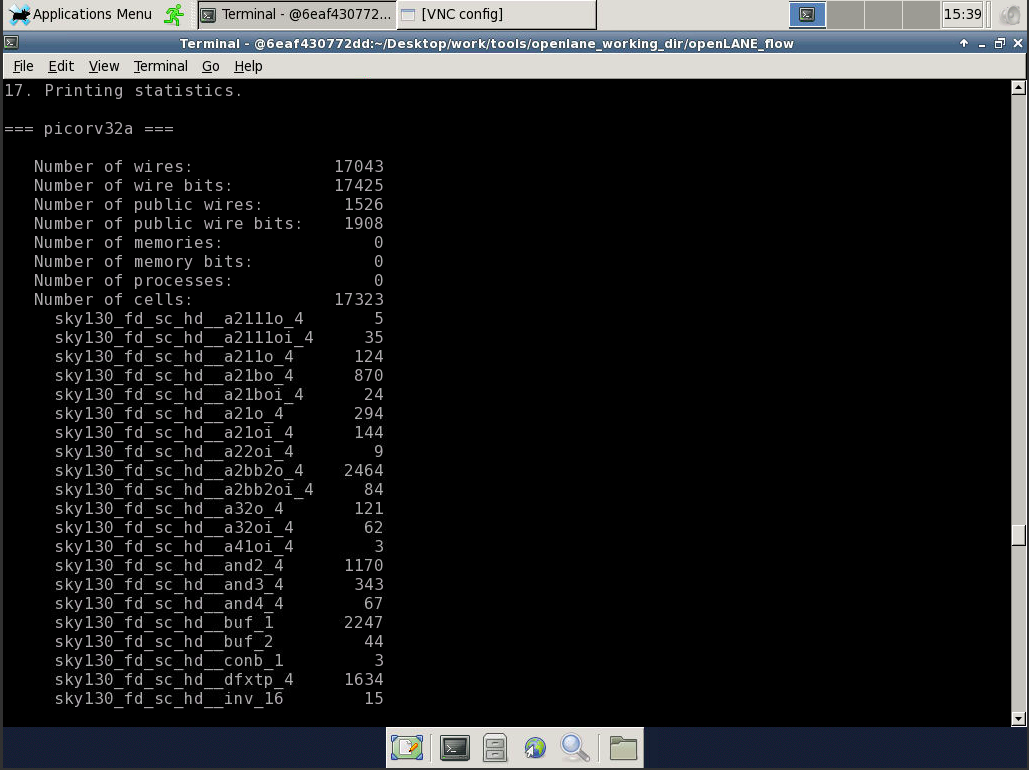 Applications Menu
Terminal - @6eaf430772...
[VNC config]
15:39
Terminal - @6eaf430772dd:~/Desktop/work/tools/openlane_working_dir/openLANE_flow
File Edit View Terminal Go Help
17. Printing statistics.
=== picorv32a ===
Number of wires: 17043
Number of wire bits: 17425
Number of public wires: 1526
Number of public wire bits: 1908
Number of memories: 0
Number of memory bits: 0
Number of processes: 0
Number of cells: 17323
sky130_fd_sc_hd__a2111o_4 5
sky130_fd_sc_hd__a2111oi_4 35
sky130_fd_sc_hd__a211o_4 124
sky130_fd_sc_hd__a21bo_4 870
sky130_fd_sc_hd__a21boi_4 24
sky130_fd_sc_hd__a21o_4 294
sky130_fd_sc_hd__a21oi_4 144
sky130_fd_sc_hd__a22oi_4 9
sky130_fd_sc_hd__a2bb2o_4 2464
sky130_fd_sc_hd__a2bb2oi_4 84
sky130_fd_sc_hd__a32o_4 121
sky130_fd_sc_hd__a32oi_4 62
sky130_fd_sc_hd__a41oi_4 3
sky130_fd_sc_hd__and2_4 1170
sky130_fd_sc_hd__and3_4 343
sky130_fd_sc_hd__and4_4 67
sky130_fd_sc_hd__buf_1 2247
sky130_fd_sc_hd__buf_2 44
sky130_fd_sc_hd__conb_1 3
sky130_fd_sc_hd__dfxtp_4 1634
sky130_fd_sc_hd__inv_16 15